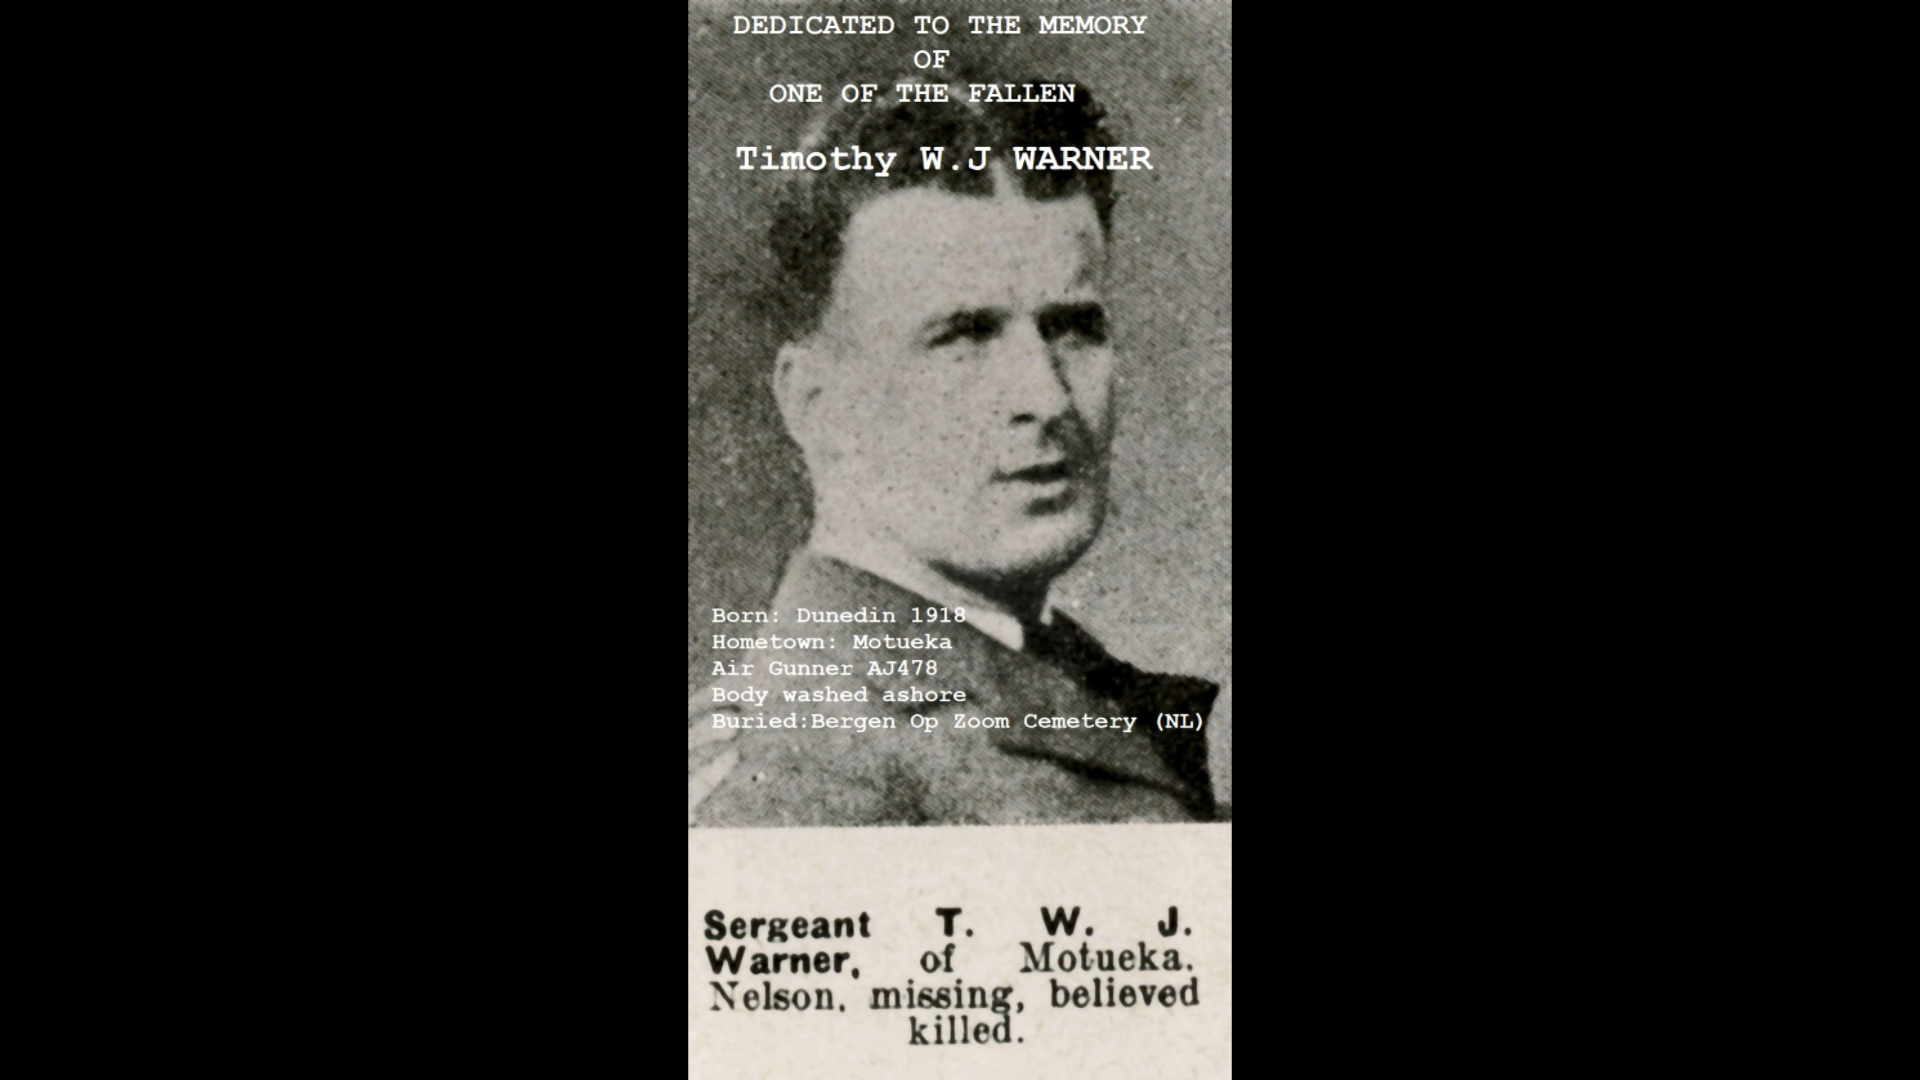 DEDICATED TO THE MEMORY
OF
ONE OF THE FALLEN
Timothy W.J WARNER
Born: Dunedin 1918
Hometown: Motueka
Air Gunner AJ478
Body washed ashore
Buried:Bergen Op Zoom Cemetery (NL)
Sergeant T. W. J.
Warner, of Motueka,
Nelson, missing, believed
killed.